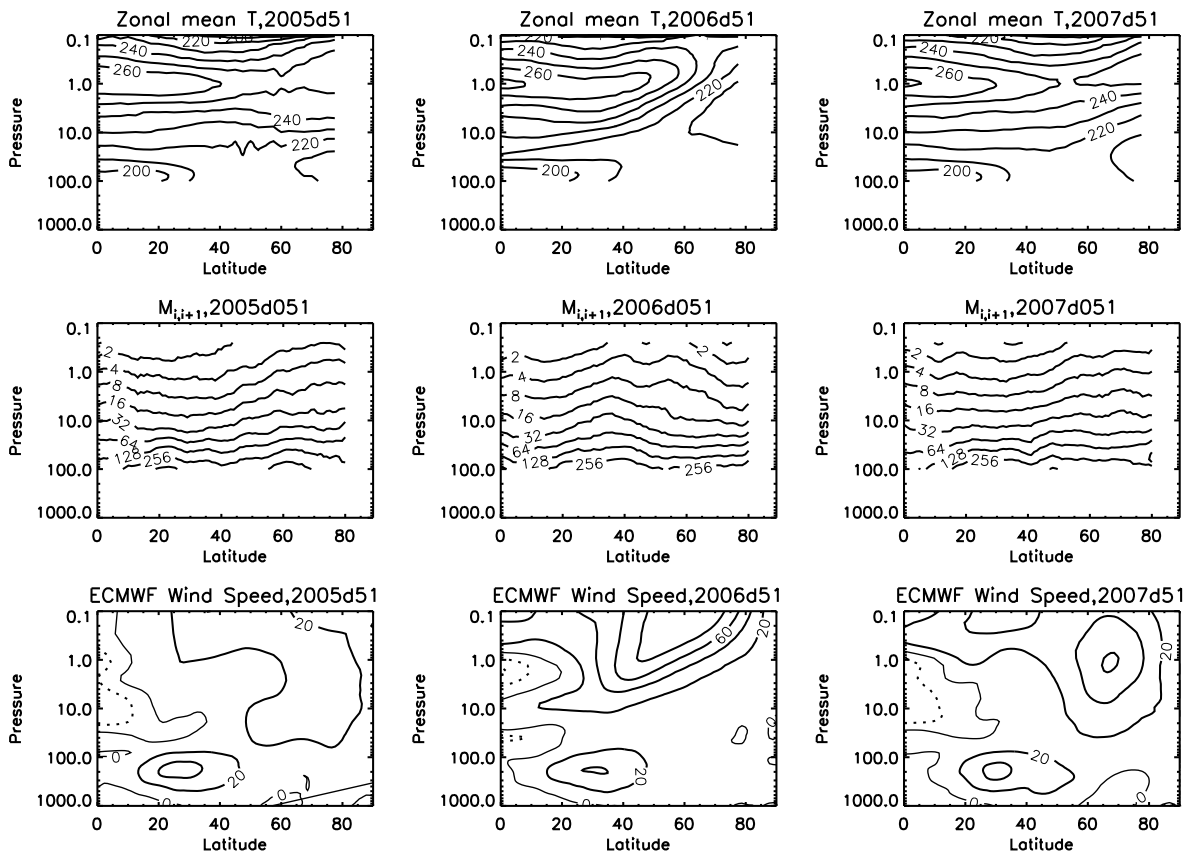 Zonal mean T,2005d51
Pressure
0.1
1.0
10.0
100.0
1000.0
220
240
260
240
220
200
0 20 40 60 80
Latitude
Zonal mean T,2006d51
Pressure
0.1
1.0
10.0
100.0
1000.0
240
260
220
200
0 20 40 60 80
Latitude
Zonal mean T,2007d51
Pressure
0.1
1.0
10.0
100.0
1000.0
220
240
260
240
220
200
0 20 40 60 80
Latitude
Mi,i+1,2005d051
Pressure
0.1
1.0
10.0
100.0
1000.0
2
4
8
16
32
64
128 256
0 20 40 60 80
Latitude
Mi,i+1,2006d051
Pressure
0.1
1.0
10.0
100.0
1000.0
2 2
4
8
16
32
64
128 256 256
0 20 40 60 80
Latitude
Mi,i+1,2007d051
Pressure
0.1
1.0
10.0
100.0
1000.0
2
4
8
16
32
64
128 256
0 20 40 60 80
Latitude
ECMWF Wind Speed,2005d51
Pressure
0.1
1.0
10.0
100.0
1000.0
20
0
20
0
0
0 20 40 60 80
Latitude
ECMWF Wind Speed,2006d51
Pressure
0.1
1.0
10.0
100.0
1000.0
60
20
0
20
0
0
0 20 40 60 80
Latitude
ECMWF Wind Speed,2007d51
Pressure
0.1
1.0
10.0
100.0
1000.0
20
20
0
0
0 20 40 60 80
Latitude